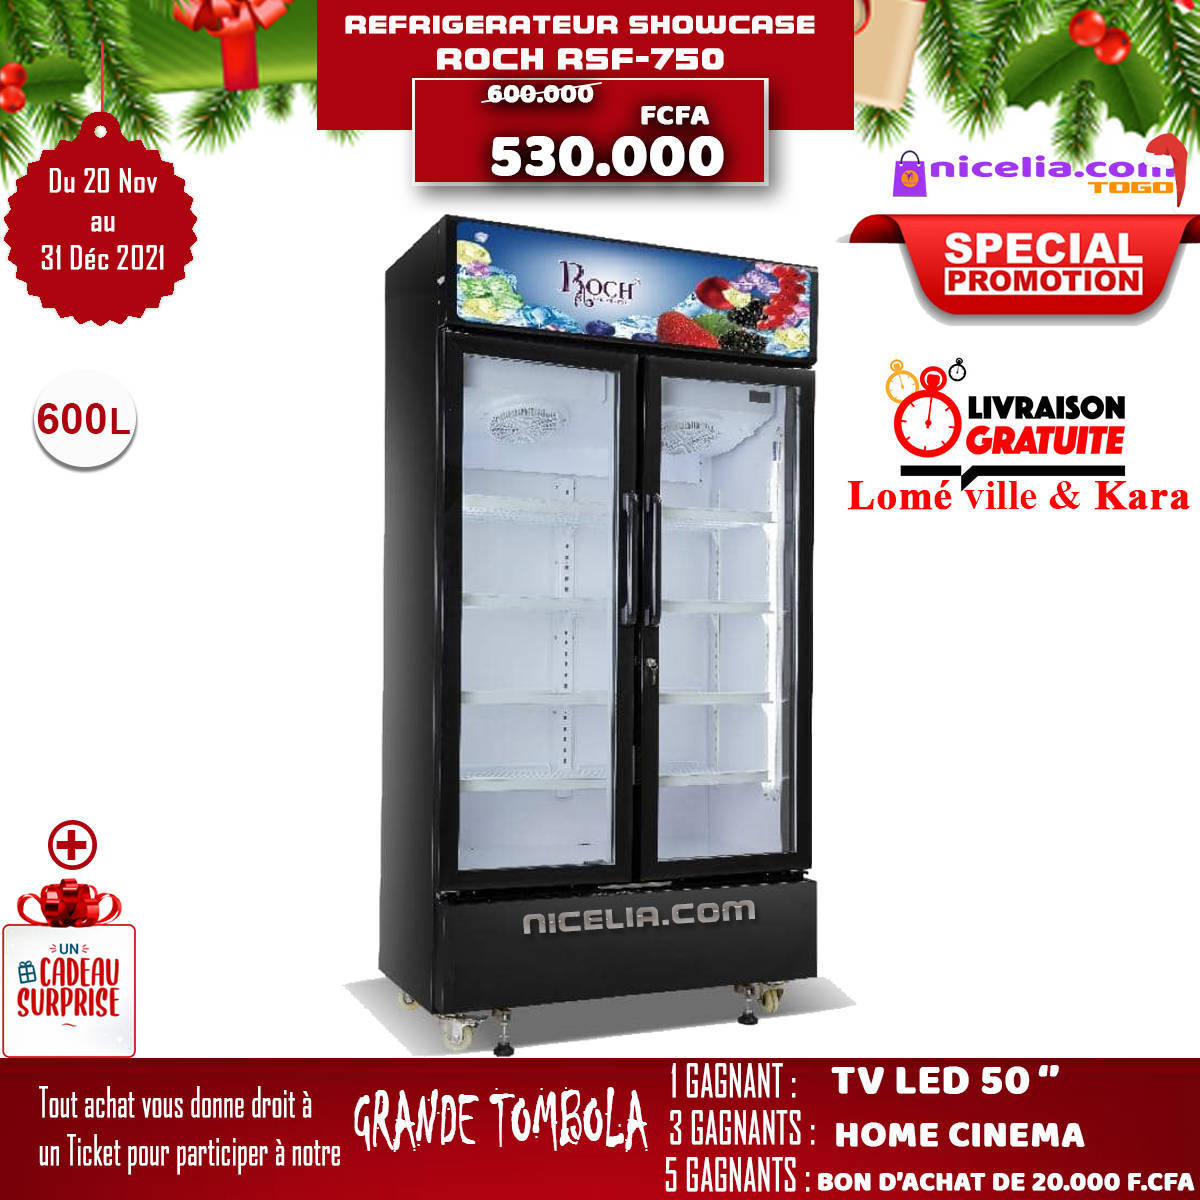 REFRIGERATEUR SHOWCASE
ROCH RSF-750
600.000
FCFA
530.000
Du 20 Nov
au
31 Déc 2021
nicelia.com
TOGO
SPECIAL
PROMOTION
ROCH
600L
LIVRAISON
GRATUITE
Lomé ville & Kara
NICELIA.COM
+
UN
CADEAU
SURPRISE
Tout achat vous donne droit à
un Ticket pour participer à notre
GRANDE TOMBOLA
1 GAGNANT : TV LED 50 "
3 GAGNANTS : HOME CINEMA
5 GAGNANTS : BON D'ACHAT DE 20.000 F.CFA